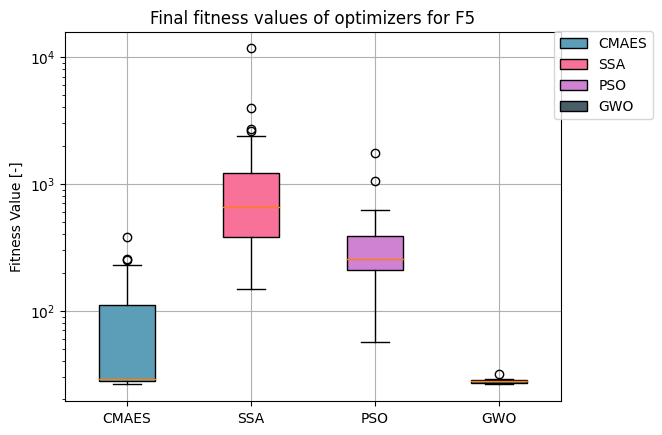 Final fitness values of optimizers for F5
Fitness Value [-]
10⁴
10³
10²
CMAES
SSA
PSO
GWO
CMAES SSA PSO GWO